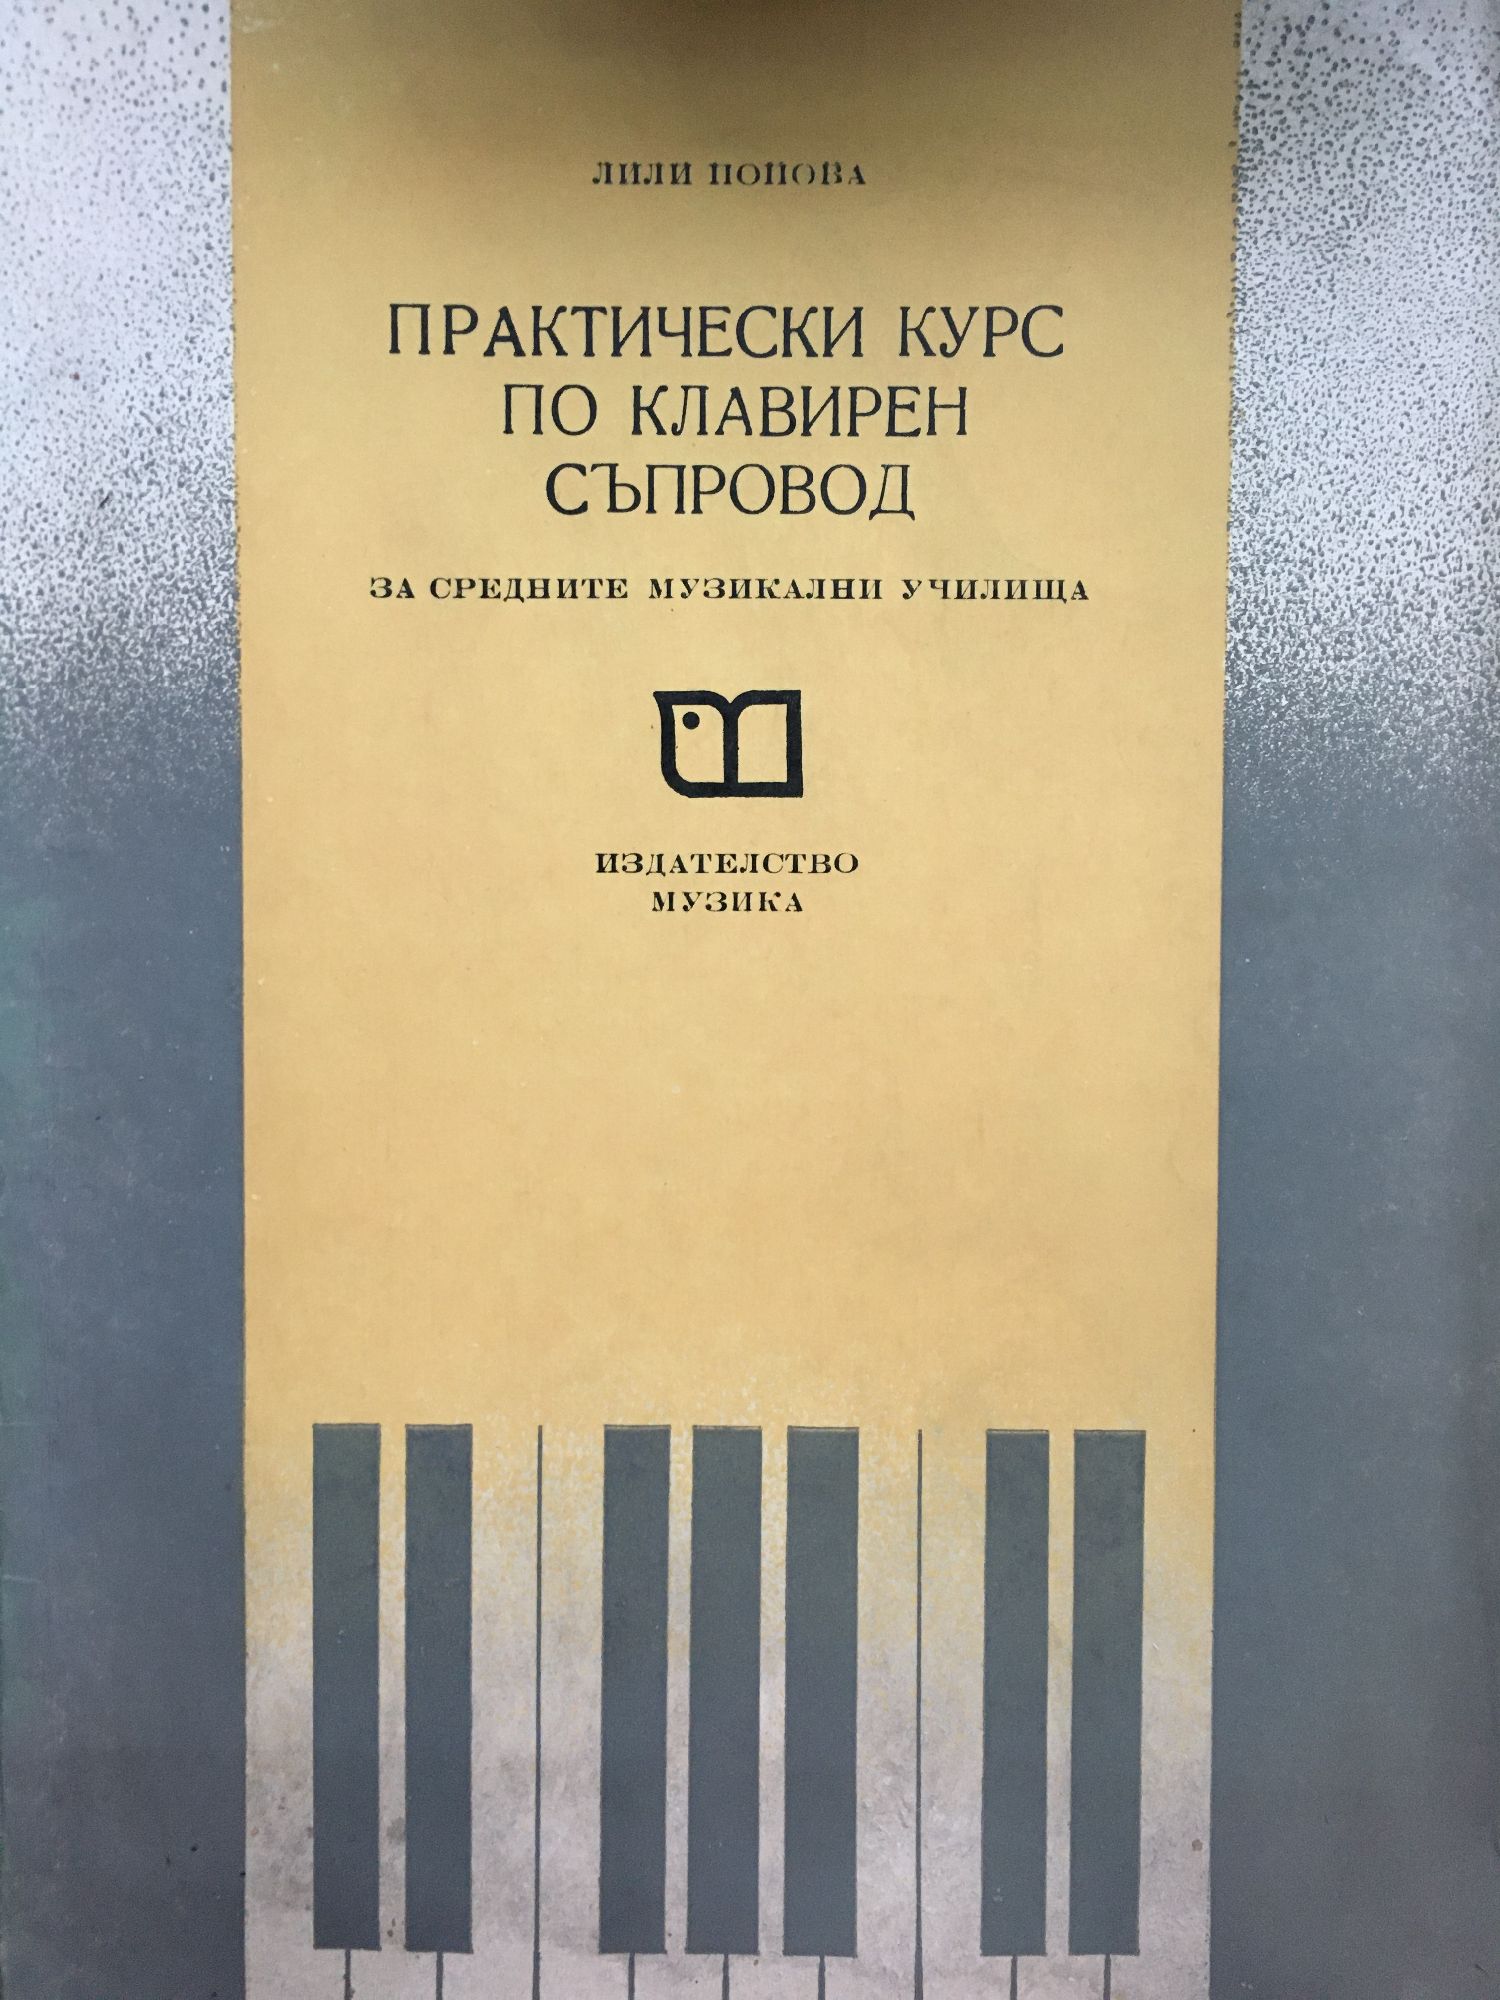 ЛИЛИ ПОПОВА
ПРАКТИЧЕСКИ КУРС
ПО КЛАВИРЕН
СЪПРОВОД
ЗА СРЕДНИТЕ МУЗИКАЛНИ УЧИЛИЩА
ИЗДАТЕЛСТВО
МУЗИКА